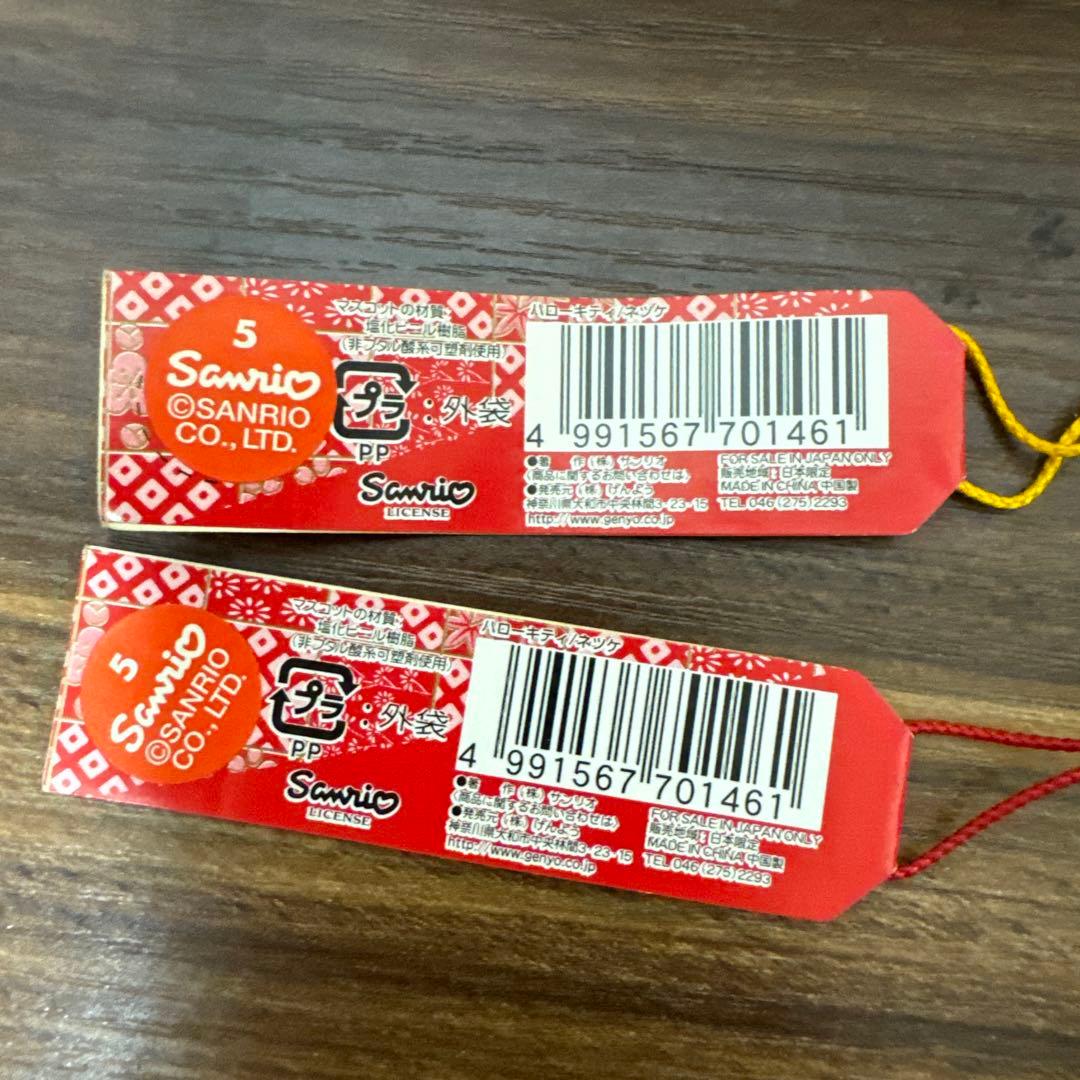 5
Sanrio
©SANRIO
CO., LTD.
マスコットの材質:
塩化ビニール樹脂
(非フタル酸系可塑剤使用)
プラ
:外袋
PP
Sanrio
LICENSE
ハローキティ/ネツケ
4 991567 701461
●著　作 (株) サンリオ
(商品に関するお問い合わせは)
●発売元 (株) げんよう
神奈川県大和市中央林間3-23-15
http://www.genyo.co.jp
FOR SALE IN JAPAN ONLY
販売地域: 日本限定
MADE IN CHINA 中国製
TEL 046 (275) 2293
5
Sanrio
©SANRIO
CO., LTD.
マスコットの材質:
塩化ビニール樹脂
(非フタル酸系可塑剤使用)
プラ
:外袋
PP
Sanrio
LICENSE
ハローキティ/ネツケ
4 991567 701461
●著　作 (株) サンリオ
(商品に関するお問い合わせは)
●発売元 (株) げんよう
神奈川県大和市中央林間3-23-15
http://www.genyo.co.jp
FOR SALE IN JAPAN ONLY
販売地域: 日本限定
MADE IN CHINA 中国製
TEL 046 (275) 2293